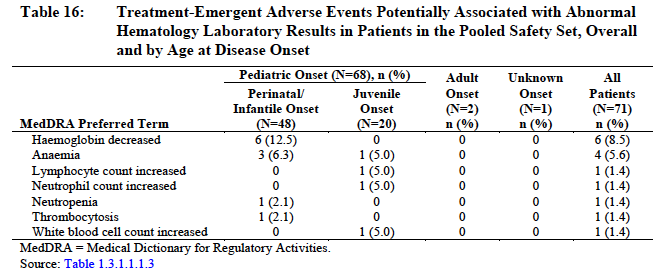 Table 16: Treatment-Emergent Adverse Events Potentially Associated with Abnormal
Hematology Laboratory Results in Patients in the Pooled Safety Set, Overall
and by Age at Disease Onset
Pediatric Onset (N=68), n (%) Adult Unknown All
Perinatal/ Juvenile Onset Onset Patients
Infantile Onset Onset (N=2) (N=1) (N=71)
MedDRA Preferred Term (N=48) (N=20) n (%) n (%) n (%)
Haemoglobin decreased 6 (12.5) 0 0 0 6 (8.5)
Anaemia 3 (6.3) 1 (5.0) 0 0 4 (5.6)
Lymphocyte count increased 0 1 (5.0) 0 0 1 (1.4)
Neutrophil count increased 0 1 (5.0) 0 0 1 (1.4)
Neutropenia 1 (2.1) 0 0 0 1 (1.4)
Thrombocytosis 1 (2.1) 0 0 0 1 (1.4)
White blood cell count increased 0 1 (5.0) 0 0 1 (1.4)
MedDRA = Medical Dictionary for Regulatory Activities.
Source: Table 1.3.1.1.1.3